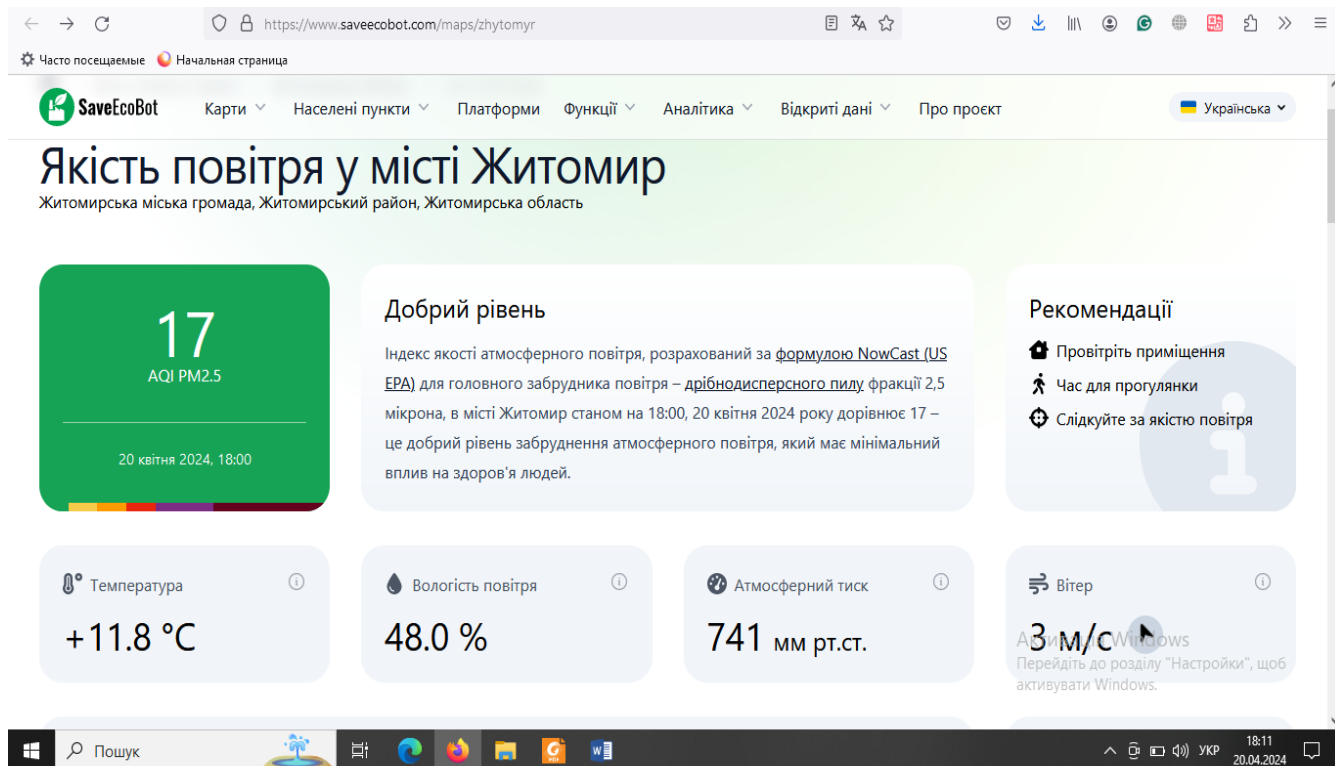 https://www.saveecobot.com/maps/zhytomyr
Часто посещаемые Начальная страница
SaveEcoBot Карти Населені пункти Платформи Функції Аналітика Відкриті дані Про проєкт Українська
Якість повітря у місті Житомир
Житомирська міська громада, Житомирський район, Житомирська область
17
AQI PM2.5
20 квітня 2024, 18:00
Добрий рівень
Індекс якості атмосферного повітря, розрахований за формулою NowCast (US
EPA) для головного забрудника повітря – дрібнодисперсного пилу фракції 2,5
мікрона, в місті Житомир станом на 18:00, 20 квітня 2024 року дорівнює 17 –
це добрий рівень забруднення атмосферного повітря, який має мінімальний
вплив на здоров'я людей.
Рекомендації
Провітріть приміщення
Час для прогулянки
Слідкуйте за якістю повітря
Температура
+11.8 °C
Вологість повітря
48.0 %
Атмосферний тиск
741 мм рт.ст.
Вітер
3 м/с
Активація Windows
Перейдіть до розділу "Настройки", щоб
активувати Windows.
Пошук
УКР
18:11
20.04.2024